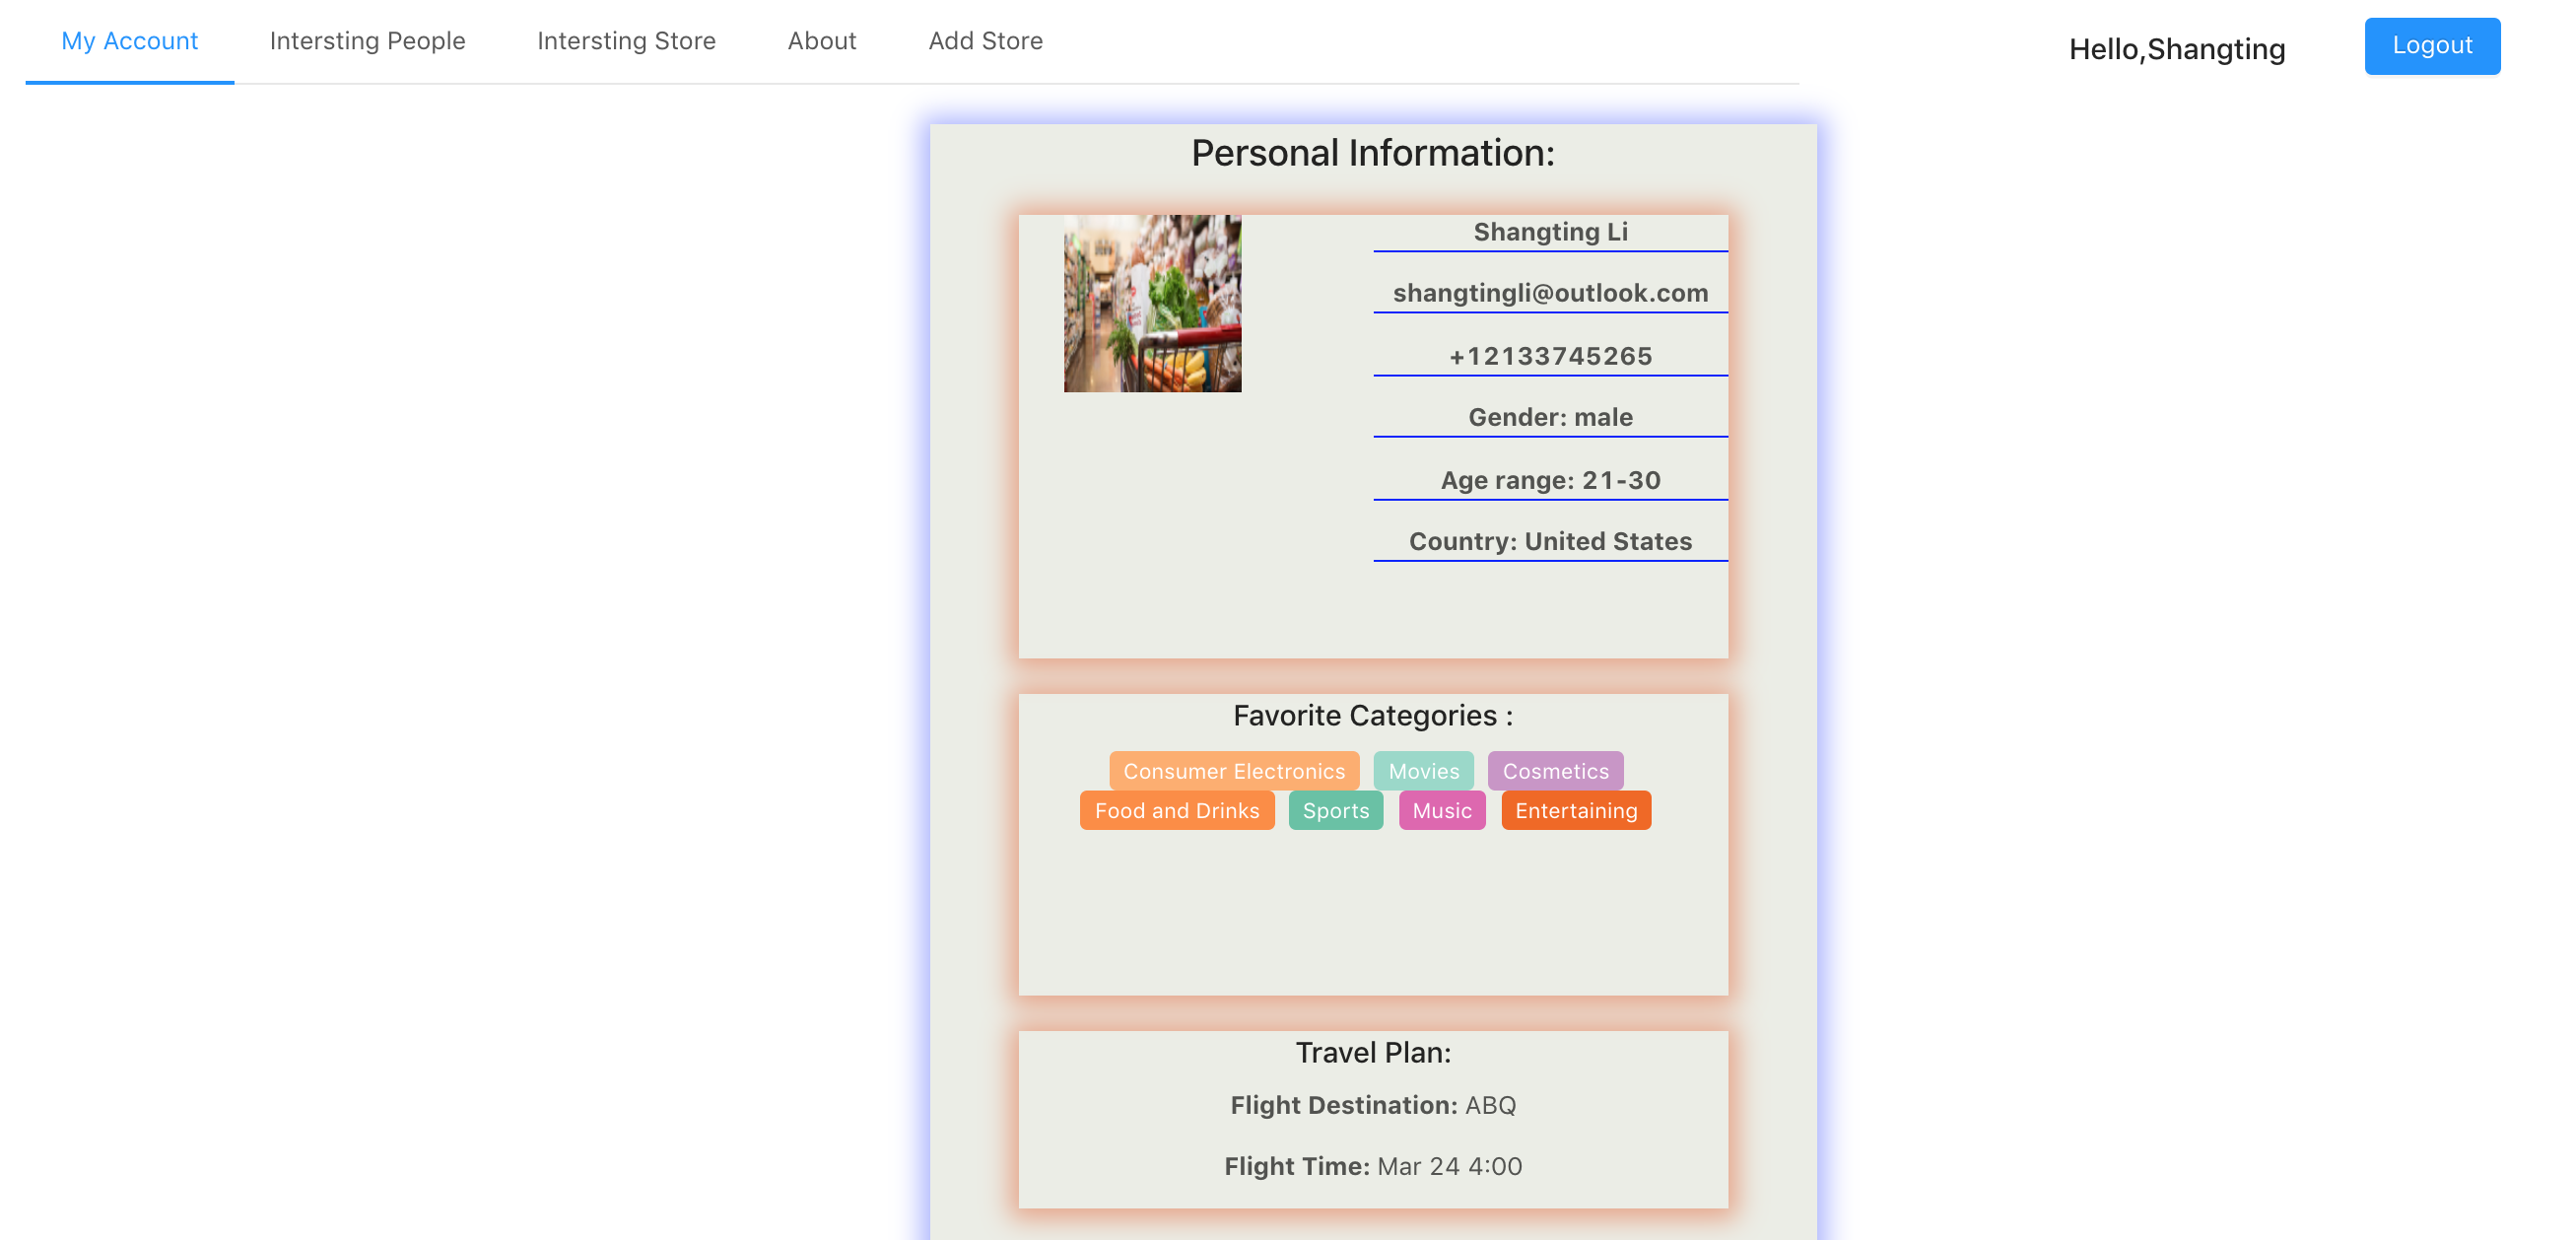 My Account Intersting People Intersting Store About Add Store Hello,Shangting Logout
Personal Information:
Shangting Li
shangtingli@outlook.com
+12133745265
Gender: male
Age range: 21-30
Country: United States
Favorite Categories :
Consumer Electronics Movies Cosmetics
Food and Drinks Sports Music Entertaining
Travel Plan:
Flight Destination: ABQ
Flight Time: Mar 24 4:00